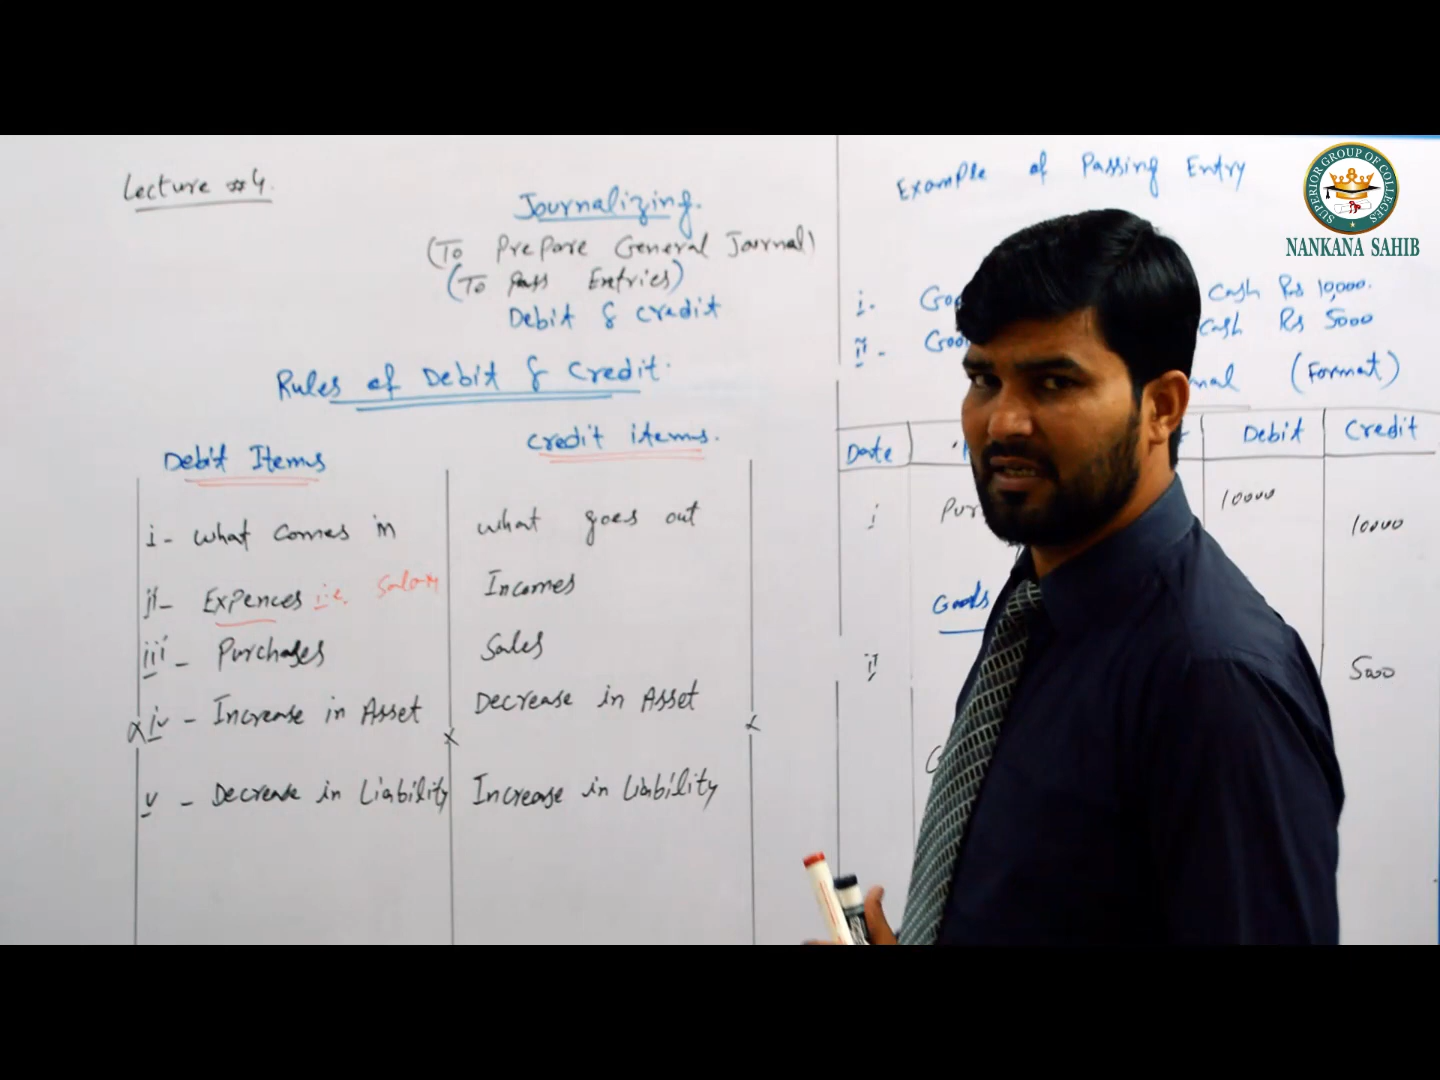 Lecture #4.
Journalizing.
(To Prepare General Journal)
(To Pass Entries)
Debit & Credit
Rules of Debit & Credit.
Debit Items
Credit items.
i - What Comes in
What goes out
ii - Expences i.e. Salary
Incomes
iii - Purchases
Sales
iv - Increase in Asset
Decrease in Asset
v - Decrease in Liability
Increase in Liability
Example of Passing Entry
i. Cash Rs 10,000.
ii - Cash Rs 5000
(Format)
Date Debit Credit
i 10000
10000
Goods
ii 5000
SUPERIOR GROUP OF COLLEGES
NANKANA SAHIB